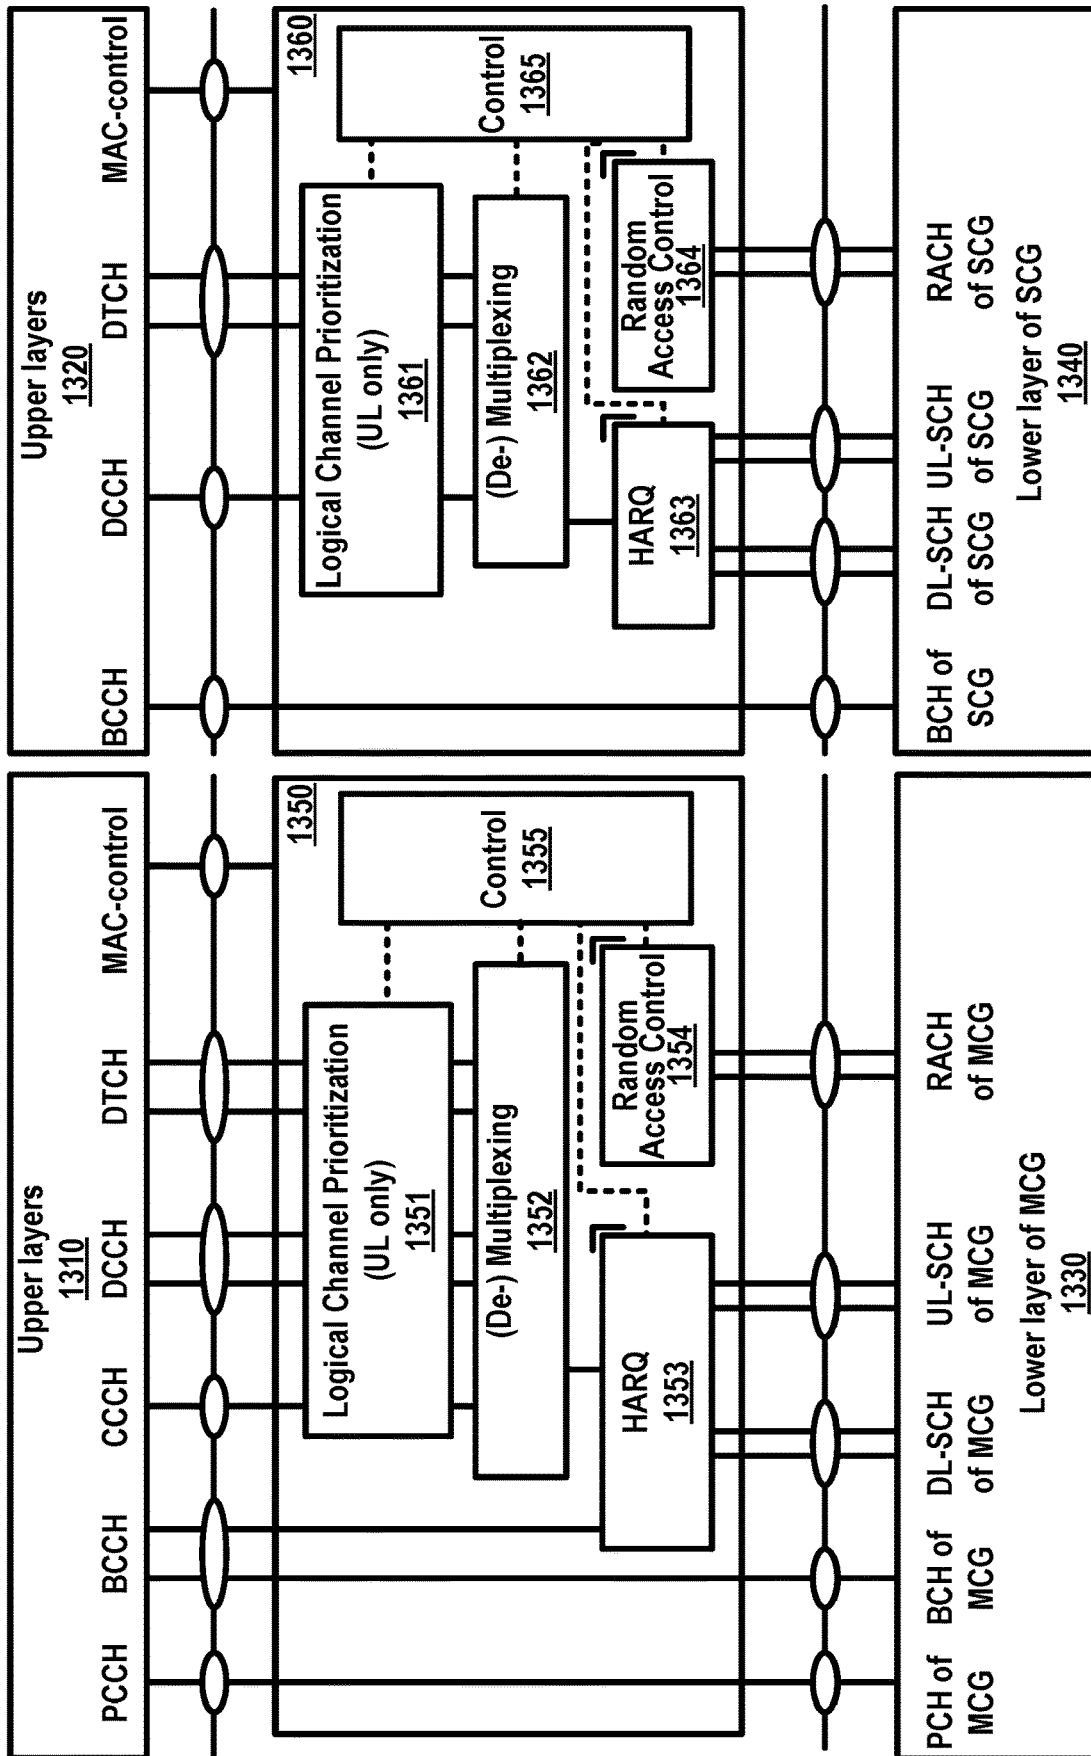 Upper layers
1310
PCCH
BCCH
CCCH
DCCH
DTCH
MAC-control
1350
Logical Channel Prioritization
(UL only)
1351
(De-) Multiplexing
1352
HARQ
1353
Random
Access Control
1354
Control
1355
PCH of
MCG
BCH of
MCG
DL-SCH
of MCG
UL-SCH
of MCG
RACH
of MCG
Lower layer of MCG
1330
Upper layers
1320
BCCH
DCCH
DTCH
MAC-control
1360
Logical Channel Prioritization
(UL only)
1361
(De-) Multiplexing
1362
HARQ
1363
Random
Access Control
1364
Control
1365
BCH of
SCG
DL-SCH
of SCG
UL-SCH
of SCG
RACH
of SCG
Lower layer of SCG
1340